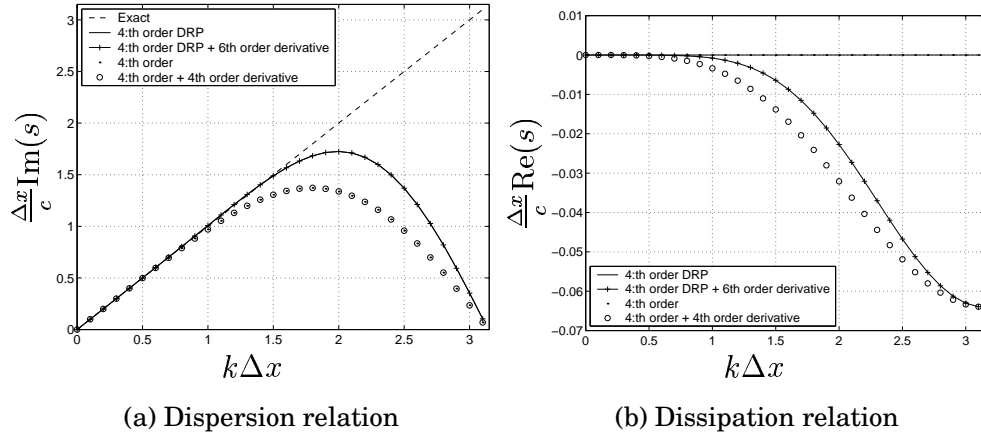 3
2.5
2
1.5
1
0.5
0
0
0.5
1
1.5
2
2.5
3
Δx/c Im(s)
kΔx
Exact
4:th order DRP
4:th order DRP + 6th order derivative
4:th order
4:th order + 4th order derivative
(a) Dispersion relation
0.01
0
−0.01
−0.02
−0.03
−0.04
−0.05
−0.06
−0.07
0
0.5
1
1.5
2
2.5
3
Δx/c Re(s)
kΔx
4:th order DRP
4:th order DRP + 6th order derivative
4:th order
4:th order + 4th order derivative
(b) Dissipation relation